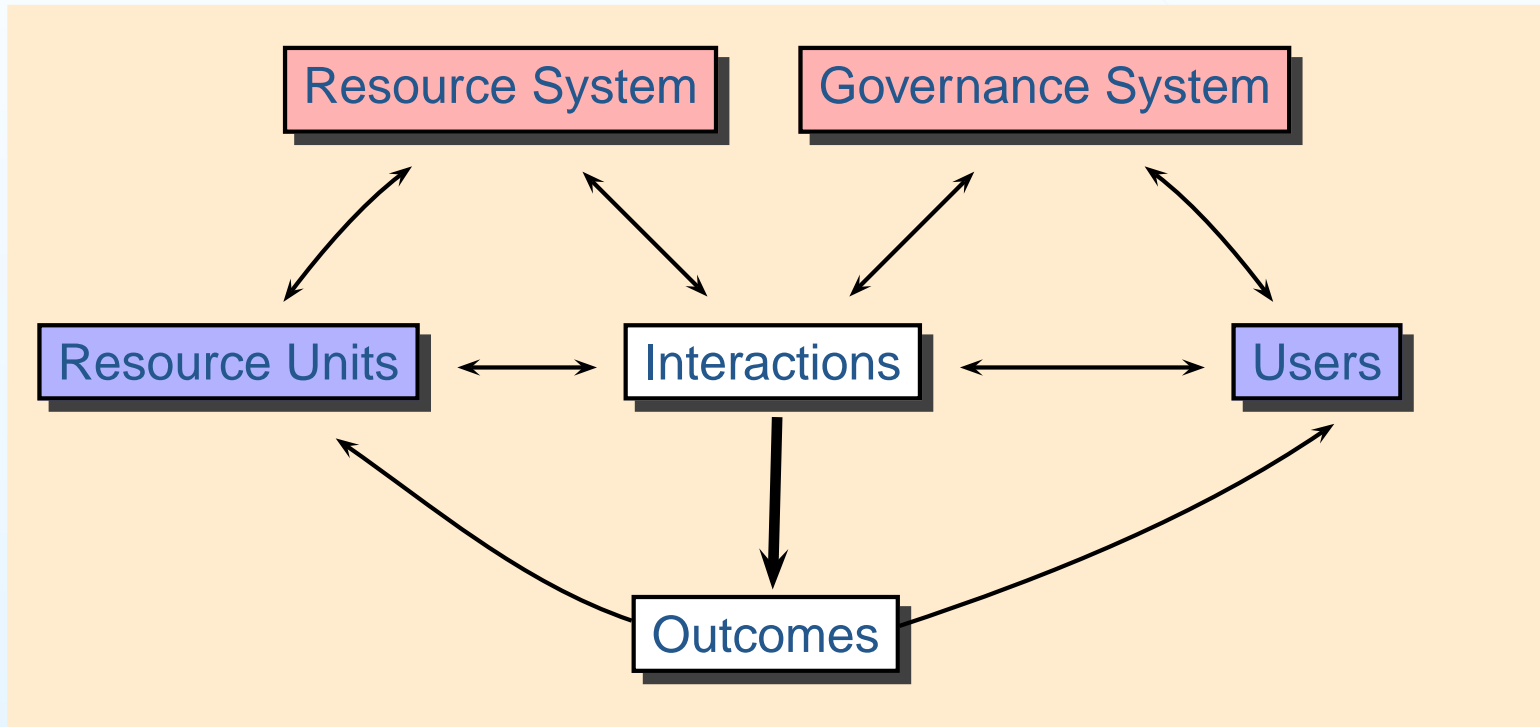 Resource System
Governance System
Resource Units
Interactions
Users
Outcomes